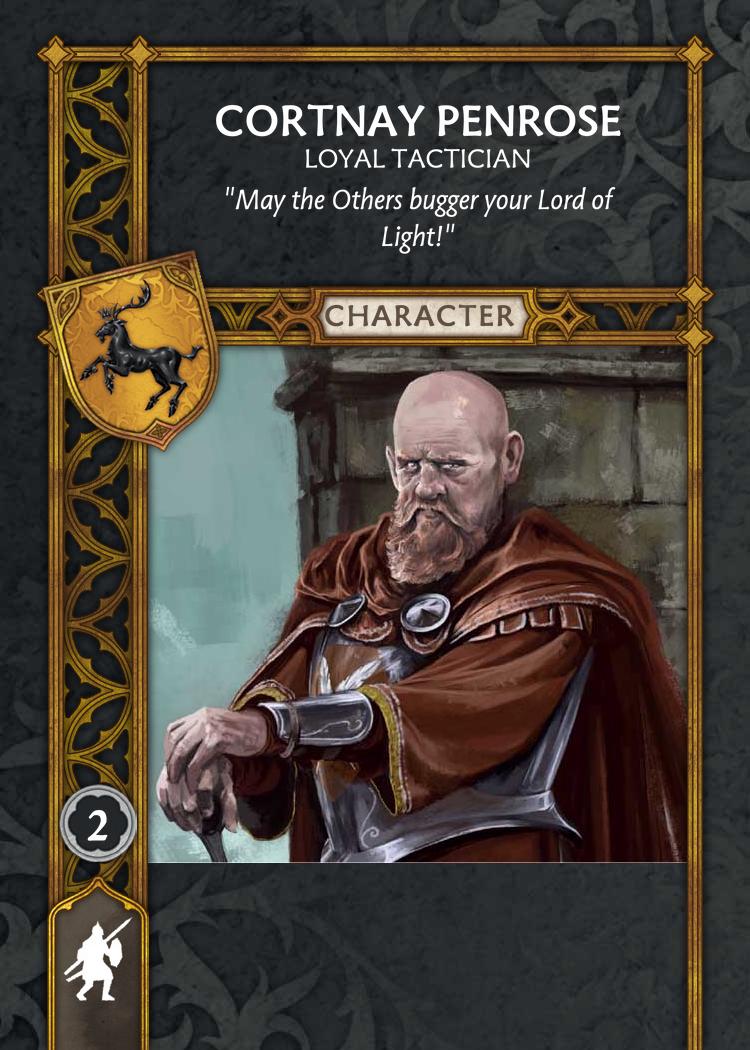 CORTNAY PENROSE
LOYAL TACTICIAN
"May the Others bugger your Lord of
Light!"
CHARACTER
2